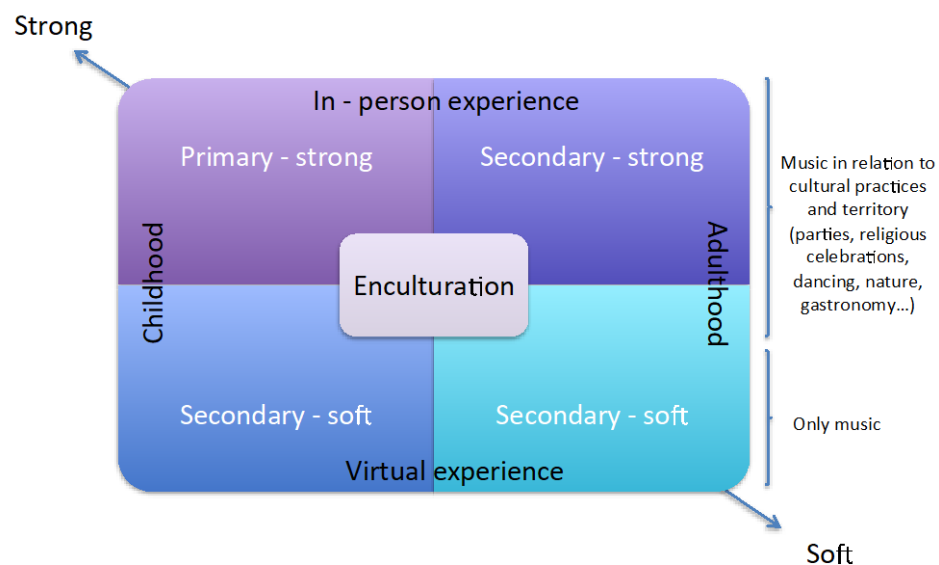 Strong
In - person experience
Primary - strong
Secondary - strong
Music in relation to
cultural practices
and territory
(parties, religious
celebrations,
dancing, nature,
gastronomy...)
Childhood
Enculturation
Adulthood
Secondary - soft
Secondary - soft
Only music
Virtual experience
Soft